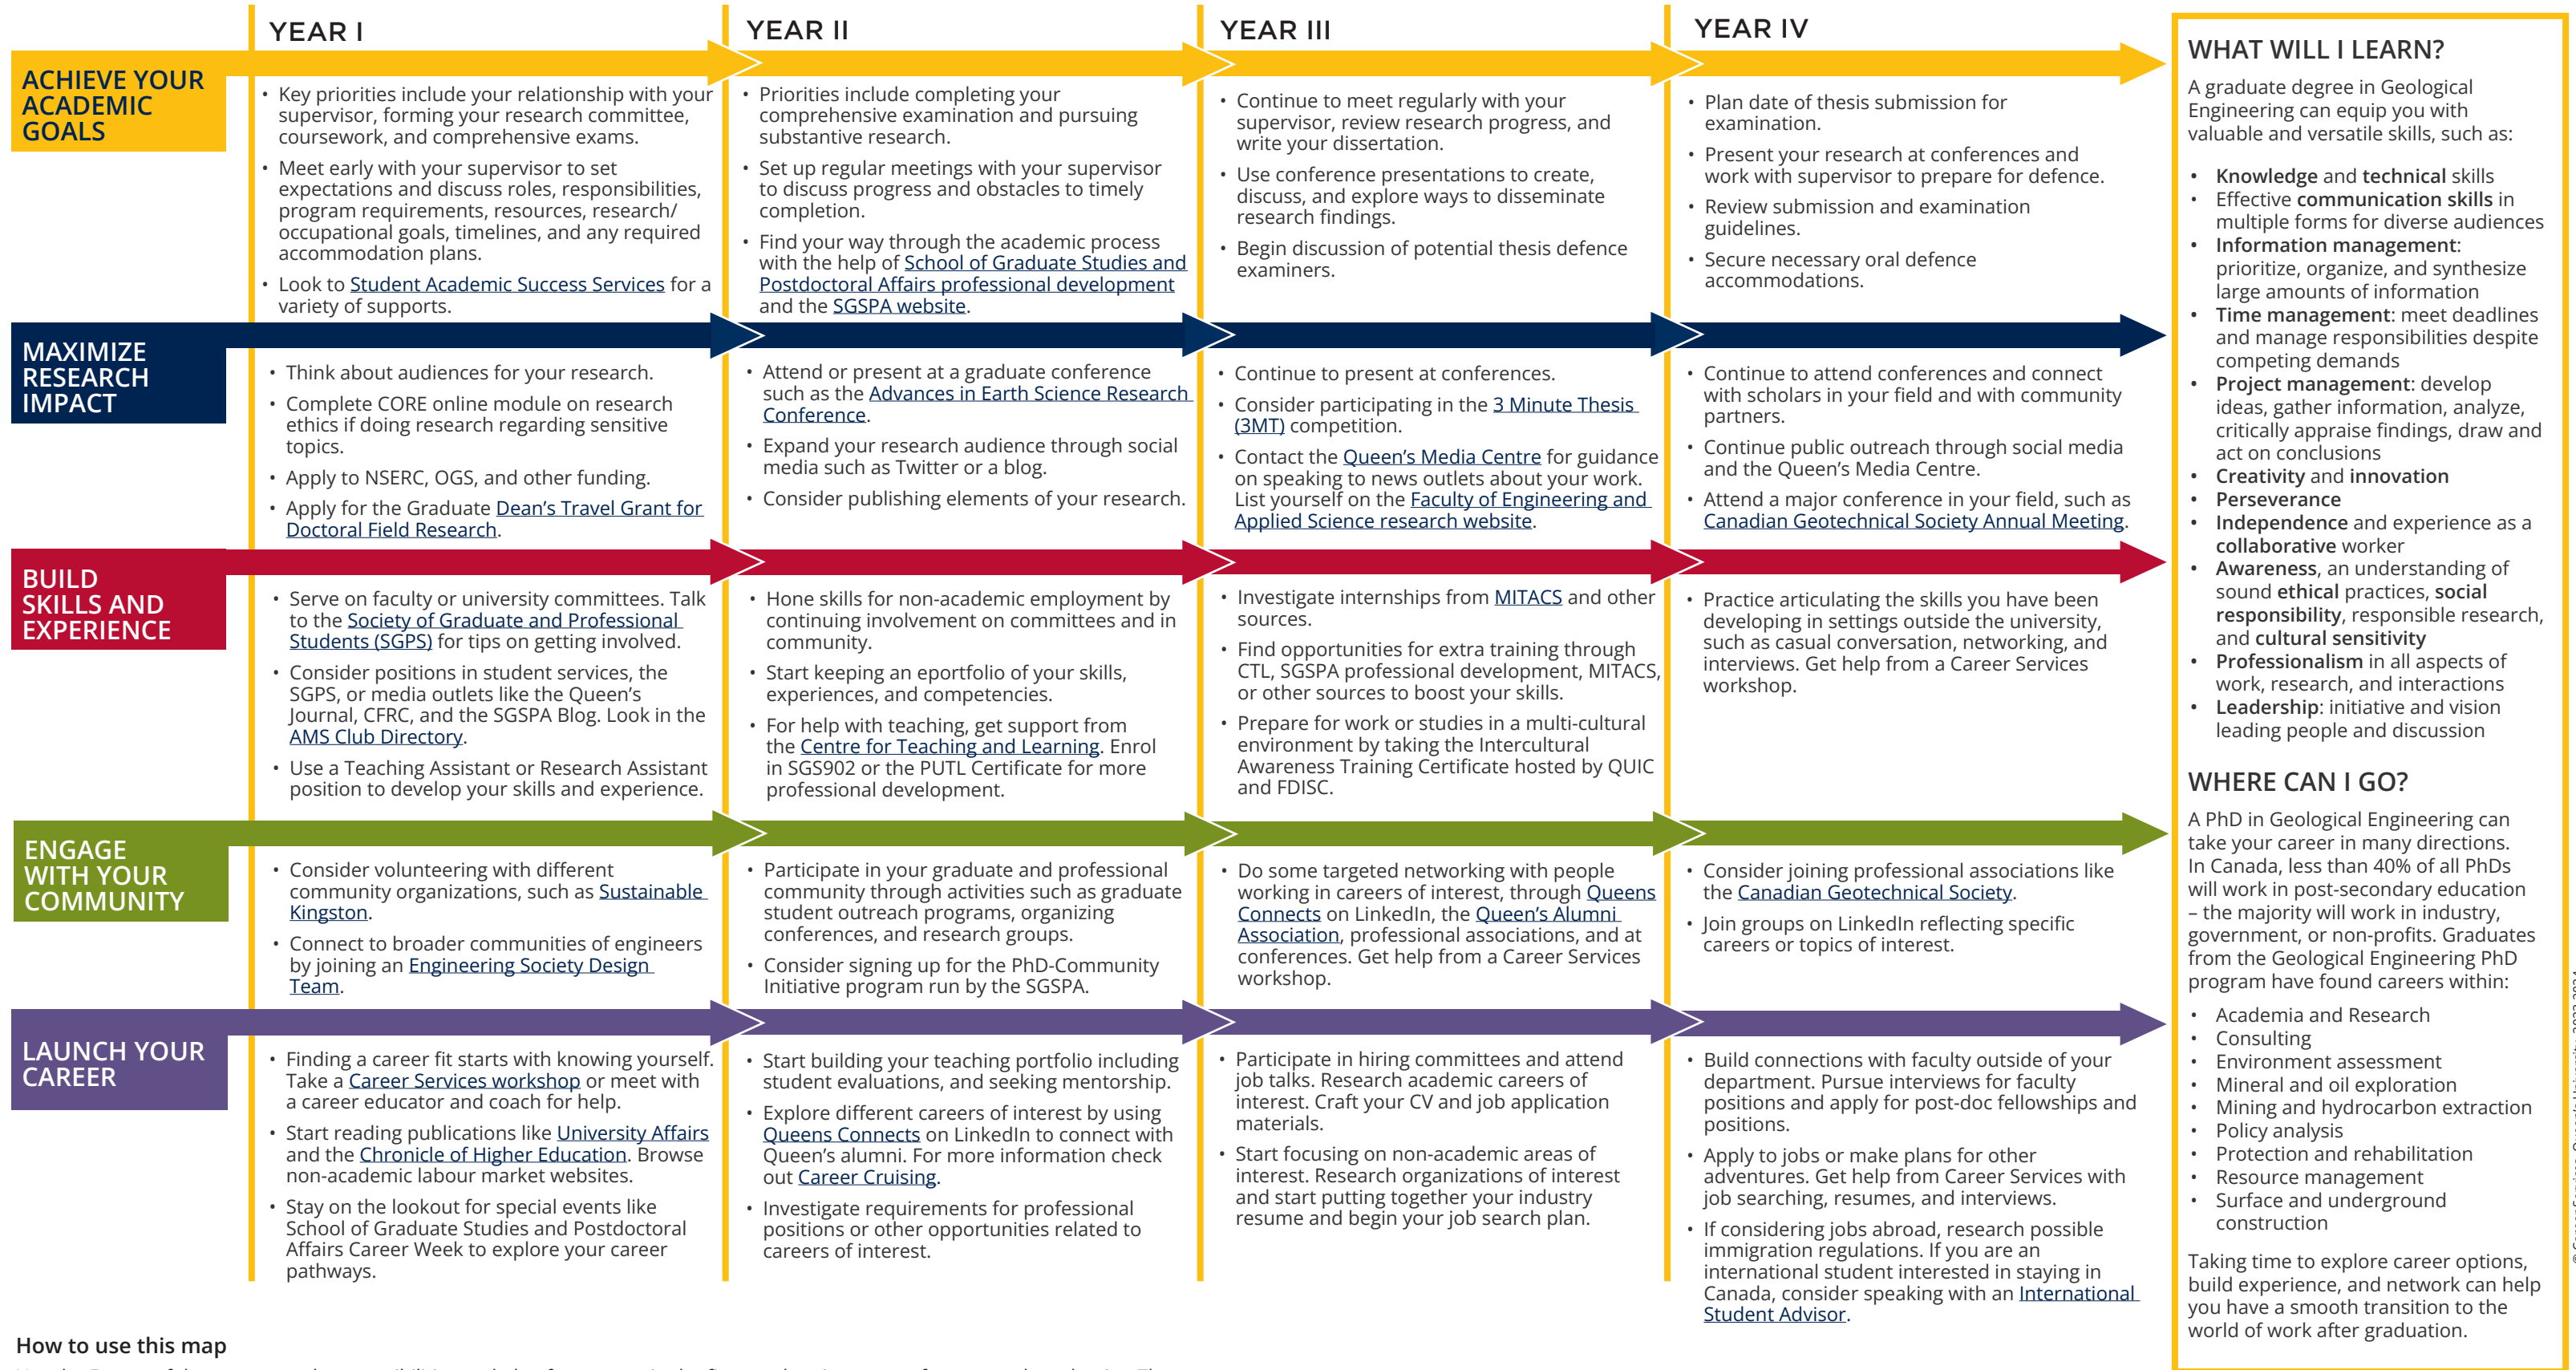 YEAR I
YEAR II
YEAR III
YEAR IV
ACHIEVE YOUR
ACADEMIC
GOALS
• Key priorities include your relationship with your
supervisor, forming your research committee,
coursework, and comprehensive exams.
• Meet early with your supervisor to set
expectations and discuss roles, responsibilities,
program requirements, resources, research/
occupational goals, timelines, and any required
accommodation plans.
• Look to Student Academic Success Services for a
variety of supports.
• Priorities include completing your
comprehensive examination and pursuing
substantive research.
• Set up regular meetings with your supervisor
to discuss progress and obstacles to timely
completion.
• Find your way through the academic process
with the help of School of Graduate Studies and
Postdoctoral Affairs professional development
and the SGSPA website.
• Continue to meet regularly with your
supervisor, review research progress, and
write your dissertation.
• Use conference presentations to create,
discuss, and explore ways to disseminate
research findings.
• Begin discussion of potential thesis defence
examiners.
• Plan date of thesis submission for
examination.
• Present your research at conferences and
work with supervisor to prepare for defence.
• Review submission and examination
guidelines.
• Secure necessary oral defence
accommodations.
MAXIMIZE
RESEARCH
IMPACT
• Think about audiences for your research.
• Complete CORE online module on research
ethics if doing research regarding sensitive
topics.
• Apply to NSERC, OGS, and other funding.
• Apply for the Graduate Dean's Travel Grant for
Doctoral Field Research.
• Attend or present at a graduate conference
such as the Advances in Earth Science Research
Conference.
• Expand your research audience through social
media such as Twitter or a blog.
• Consider publishing elements of your research.
• Continue to present at conferences.
• Consider participating in the 3 Minute Thesis
(3MT) competition.
• Contact the Queen's Media Centre for guidance
on speaking to news outlets about your work.
List yourself on the Faculty of Engineering and
Applied Science research website.
• Continue to attend conferences and connect
with scholars in your field and with community
partners.
• Continue public outreach through social media
and the Queen's Media Centre.
• Attend a major conference in your field, such as
Canadian Geotechnical Society Annual Meeting.
BUILD
SKILLS AND
EXPERIENCE
• Serve on faculty or university committees. Talk
to the Society of Graduate and Professional
Students (SGPS) for tips on getting involved.
• Consider positions in student services, the
SGPS, or media outlets like the Queen's
Journal, CFRC, and the SGSPA Blog. Look in the
AMS Club Directory.
• Use a Teaching Assistant or Research Assistant
position to develop your skills and experience.
• Hone skills for non-academic employment by
continuing involvement on committees and in
community.
• Start keeping an eportfolio of your skills,
experiences, and competencies.
• For help with teaching, get support from
the Centre for Teaching and Learning. Enrol
in SGS902 or the PUTL Certificate for more
professional development.
• Investigate internships from MITACS and other
sources.
• Find opportunities for extra training through
CTL, SGSPA professional development, MITACS,
or other sources to boost your skills.
• Prepare for work or studies in a multi-cultural
environment by taking the Intercultural
Awareness Training Certificate hosted by QUIC
and FDISC.
• Practice articulating the skills you have been
developing in settings outside the university,
such as casual conversation, networking, and
interviews. Get help from a Career Services
workshop.
ENGAGE
WITH YOUR
COMMUNITY
• Consider volunteering with different
community organizations, such as Sustainable
Kingston.
• Connect to broader communities of engineers
by joining an Engineering Society Design
Team.
• Participate in your graduate and professional
community through activities such as graduate
student outreach programs, organizing
conferences, and research groups.
• Consider signing up for the PhD-Community
Initiative program run by the SGSPA.
• Do some targeted networking with people
working in careers of interest, through Queens
Connects on LinkedIn, the Queen's Alumni
Association, professional associations, and at
conferences. Get help from a Career Services
workshop.
• Consider joining professional associations like
the Canadian Geotechnical Society.
• Join groups on LinkedIn reflecting specific
careers or topics of interest.
LAUNCH YOUR
CAREER
• Finding a career fit starts with knowing yourself.
Take a Career Services workshop or meet with
a career educator and coach for help.
• Start reading publications like University Affairs
and the Chronicle of Higher Education. Browse
non-academic labour market websites.
• Stay on the lookout for special events like
School of Graduate Studies and Postdoctoral
Affairs Career Week to explore your career
pathways.
• Start building your teaching portfolio including
student evaluations, and seeking mentorship.
• Explore different careers of interest by using
Queens Connects on LinkedIn to connect with
Queen's alumni. For more information check
out Career Cruising.
• Investigate requirements for professional
positions or other opportunities related to
careers of interest.
• Participate in hiring committees and attend
job talks. Research academic careers of
interest. Craft your CV and job application
materials.
• Start focusing on non-academic areas of
interest. Research organizations of interest
and start putting together your industry
resume and begin your job search plan.
• Build connections with faculty outside of your
department. Pursue interviews for faculty
positions and apply for post-doc fellowships and
positions.
• Apply to jobs or make plans for other
adventures. Get help from Career Services with
job searching, resumes, and interviews.
• If considering jobs abroad, research possible
immigration regulations. If you are an
international student interested in staying in
Canada, consider speaking with an International
Student Advisor.
WHAT WILL I LEARN?
A graduate degree in Geological
Engineering can equip you with
valuable and versatile skills, such as:
• Knowledge and technical skills
• Effective communication skills in
multiple forms for diverse audiences
• Information management:
prioritize, organize, and synthesize
large amounts of information
• Time management: meet deadlines
and manage responsibilities despite
competing demands
• Project management: develop
ideas, gather information, analyze,
critically appraise findings, draw and
act on conclusions
• Creativity and innovation
• Perseverance
• Independence and experience as a
collaborative worker
• Awareness, an understanding of
sound ethical practices, social
responsibility, responsible research,
and cultural sensitivity
• Professionalism in all aspects of
work, research, and interactions
• Leadership: initiative and vision
leading people and discussion
WHERE CAN I GO?
A PhD in Geological Engineering can
take your career in many directions.
In Canada, less than 40% of all PhDs
will work in post-secondary education
– the majority will work in industry,
government, or non-profits. Graduates
from the Geological Engineering PhD
program have found careers within:
• Academia and Research
• Consulting
• Environment assessment
• Mineral and oil exploration
• Mining and hydrocarbon extraction
• Policy analysis
• Protection and rehabilitation
• Resource management
• Surface and underground
construction
Taking time to explore career options,
build experience, and network can help
you have a smooth transition to the
world of work after graduation.
How to use this map